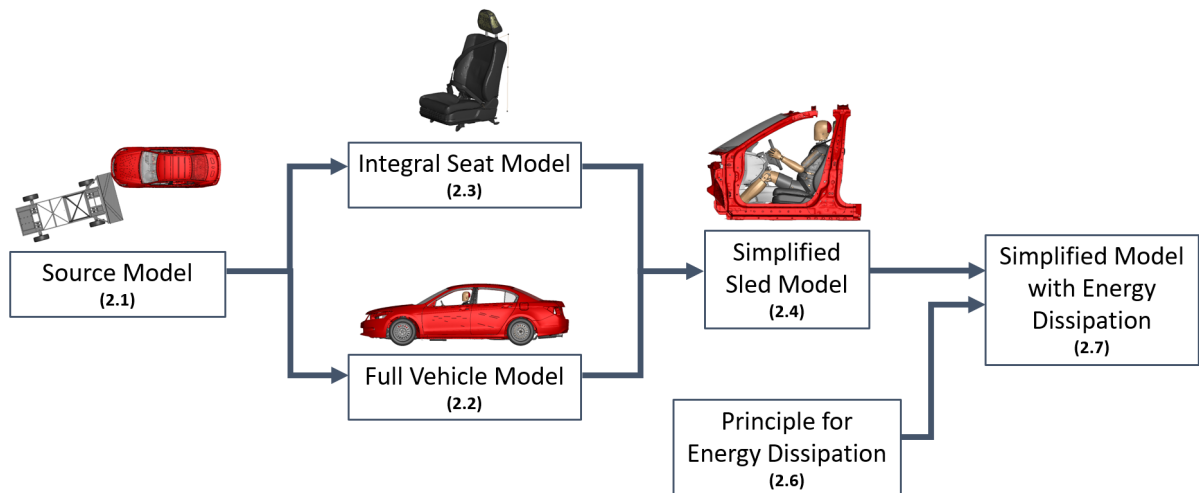 Source Model
(2.1)
Integral Seat Model
(2.3)
Full Vehicle Model
(2.2)
Simplified
Sled Model
(2.4)
Principle for
Energy Dissipation
(2.6)
Simplified Model
with Energy
Dissipation
(2.7)